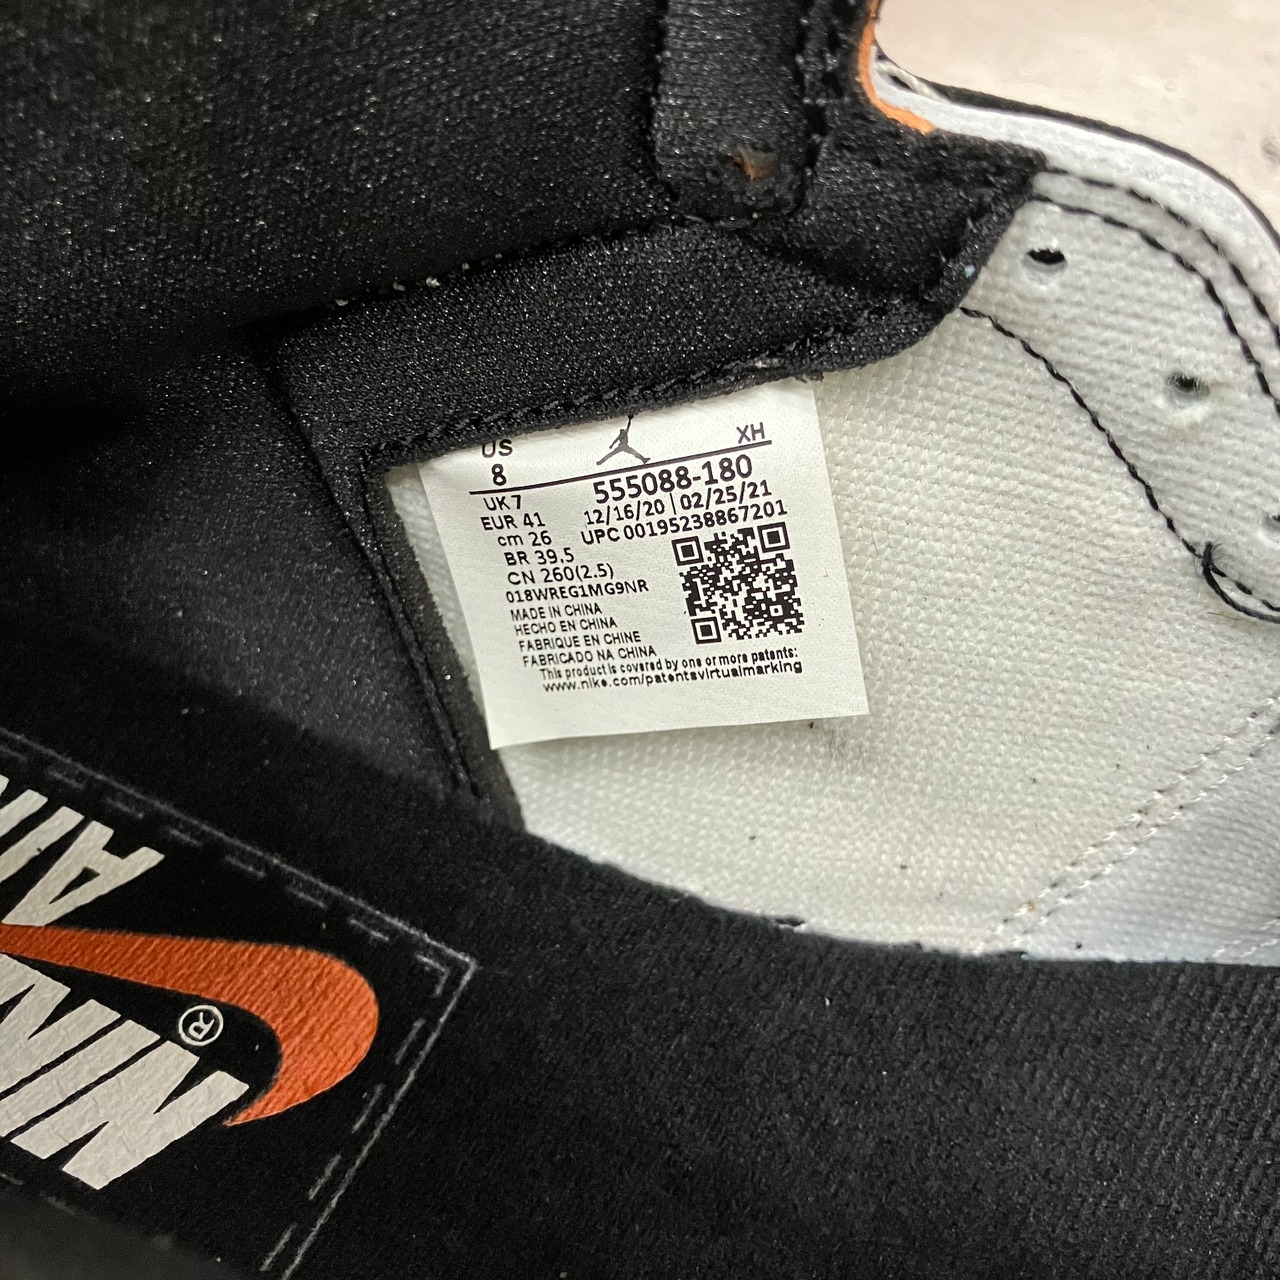 US
XH
8
555088-180
UK 7
12/16/20 | 02/25/21
EUR 41
UPC 00195238867201
cm 26
BR 39.5
CN 260(2.5)
018WREG1MG9NR
MADE IN CHINA
HECHO EN CHINA
FABRIQUE EN CHINE
FABRICADO NA CHINA
This product is covered by one or more patents:
www.nike.com/patentsvirtualmarking
NIKE
®
AIR